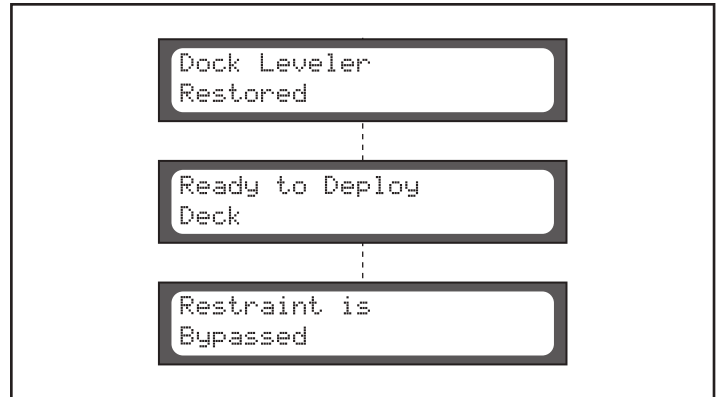 Dock Leveler
Restored
Ready to Deploy
Deck
Restraint is
Bypassed